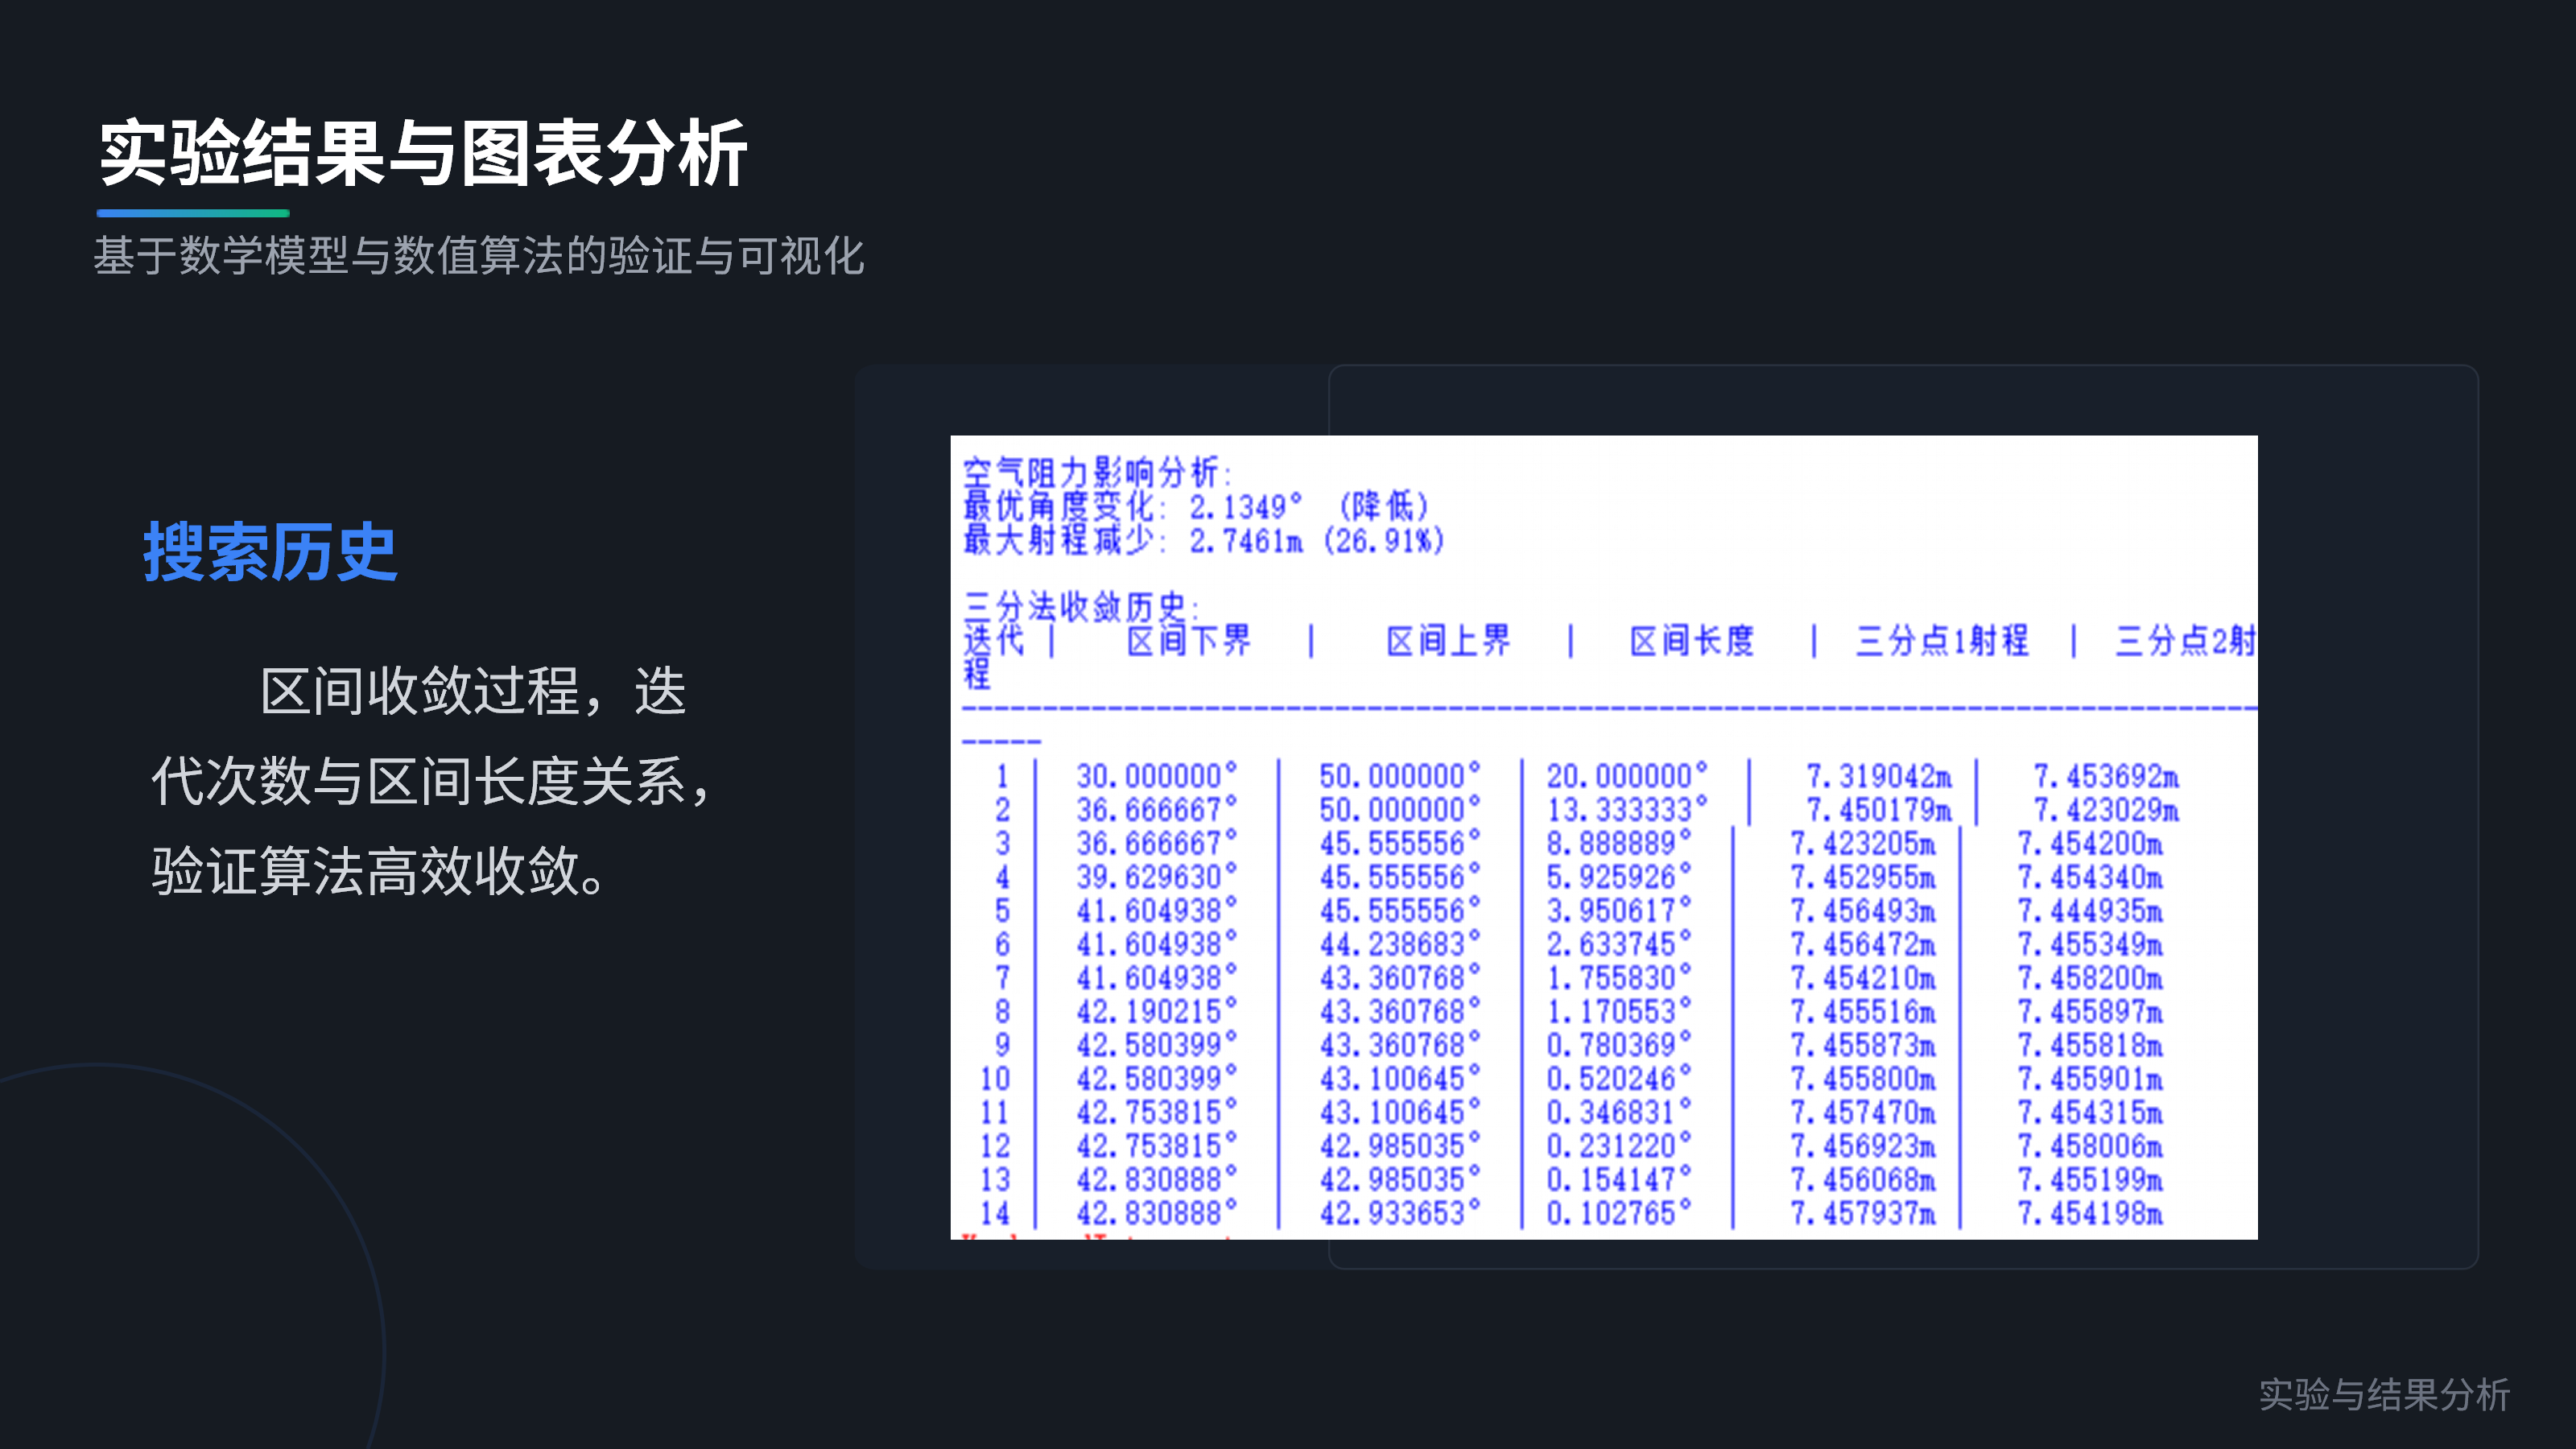 实验结果与图表分析
基于数学模型与数值算法的验证与可视化
搜索历史
区间收敛过程，迭
代次数与区间长度关系，
验证算法高效收敛。
空气阻力影响分析:
最优角度变化: 2.1349° (降低)
最大射程减少: 2.7461m (26.91%)
三分法收敛历史:
迭代 | 区间下界 | 区间上界 | 区间长度 | 三分点1射程 | 三分点2射
程
--------------------------------------------------------------------------------
-----
1 | 30.000000° | 50.000000° | 20.000000° | 7.319042m | 7.453692m
2 | 36.666667° | 50.000000° | 13.333333° | 7.450179m | 7.423029m
3 | 36.666667° | 45.555556° | 8.888889° | 7.423205m | 7.454200m
4 | 39.629630° | 45.555556° | 5.925926° | 7.452955m | 7.454340m
5 | 41.604938° | 45.555556° | 3.950617° | 7.456493m | 7.444935m
6 | 41.604938° | 44.238683° | 2.633745° | 7.456472m | 7.455349m
7 | 41.604938° | 43.360768° | 1.755830° | 7.454210m | 7.458200m
8 | 42.190215° | 43.360768° | 1.170553° | 7.455516m | 7.455897m
9 | 42.580399° | 43.360768° | 0.780369° | 7.455873m | 7.455818m
10 | 42.580399° | 43.100645° | 0.520246° | 7.455800m | 7.455901m
11 | 42.753815° | 43.100645° | 0.346831° | 7.457470m | 7.454315m
12 | 42.753815° | 42.985035° | 0.231220° | 7.456923m | 7.458006m
13 | 42.830888° | 42.985035° | 0.154147° | 7.456068m | 7.455199m
14 | 42.830888° | 42.933653° | 0.102765° | 7.457937m | 7.454198m
实验与结果分析